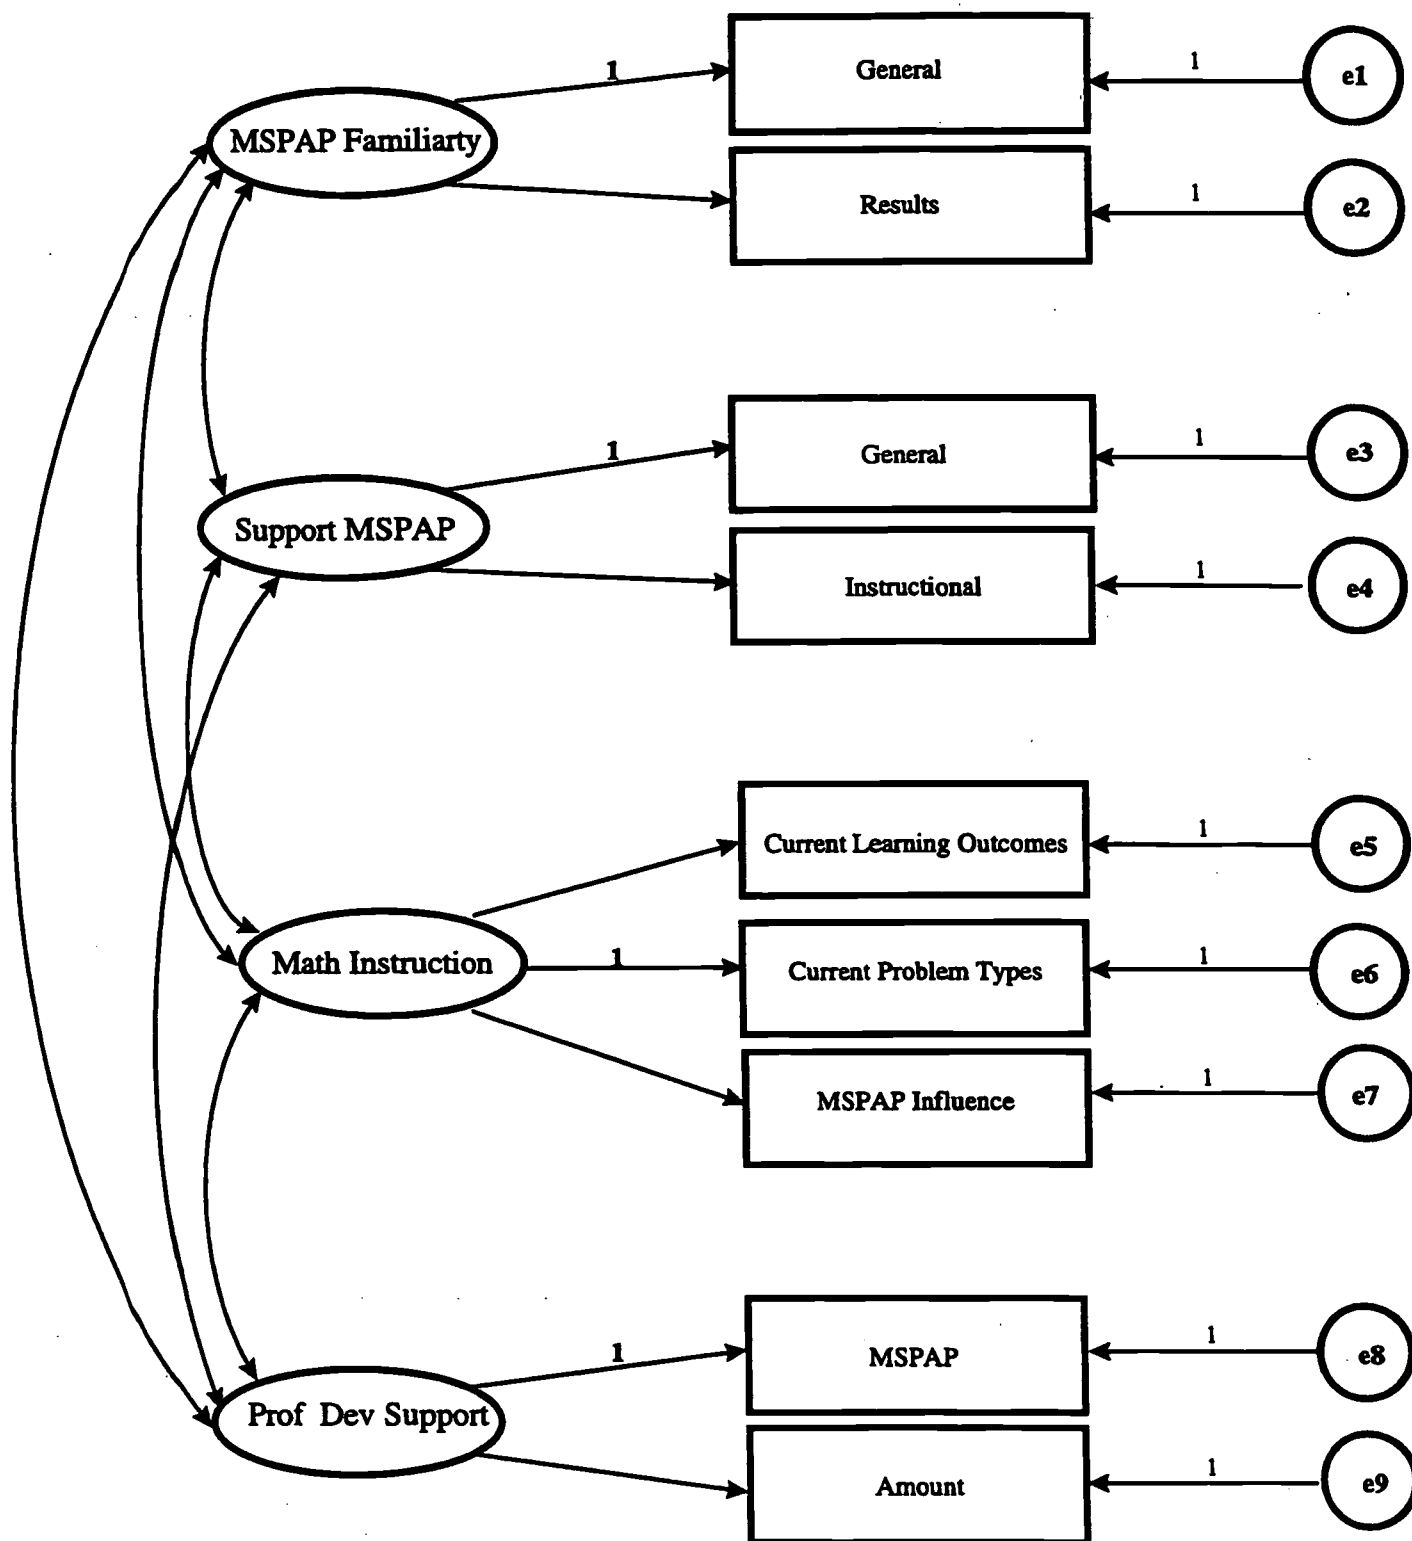 1
General
1
e1
MSPAP Familiarty
Results
1
e2
1
General
1
e3
Support MSPAP
Instructional
1
e4
Current Learning Outcomes
1
e5
Math Instruction
1
Current Problem Types
1
e6
MSPAP Influence
1
e7
1
MSPAP
1
e8
Prof Dev Support
Amount
1
e9